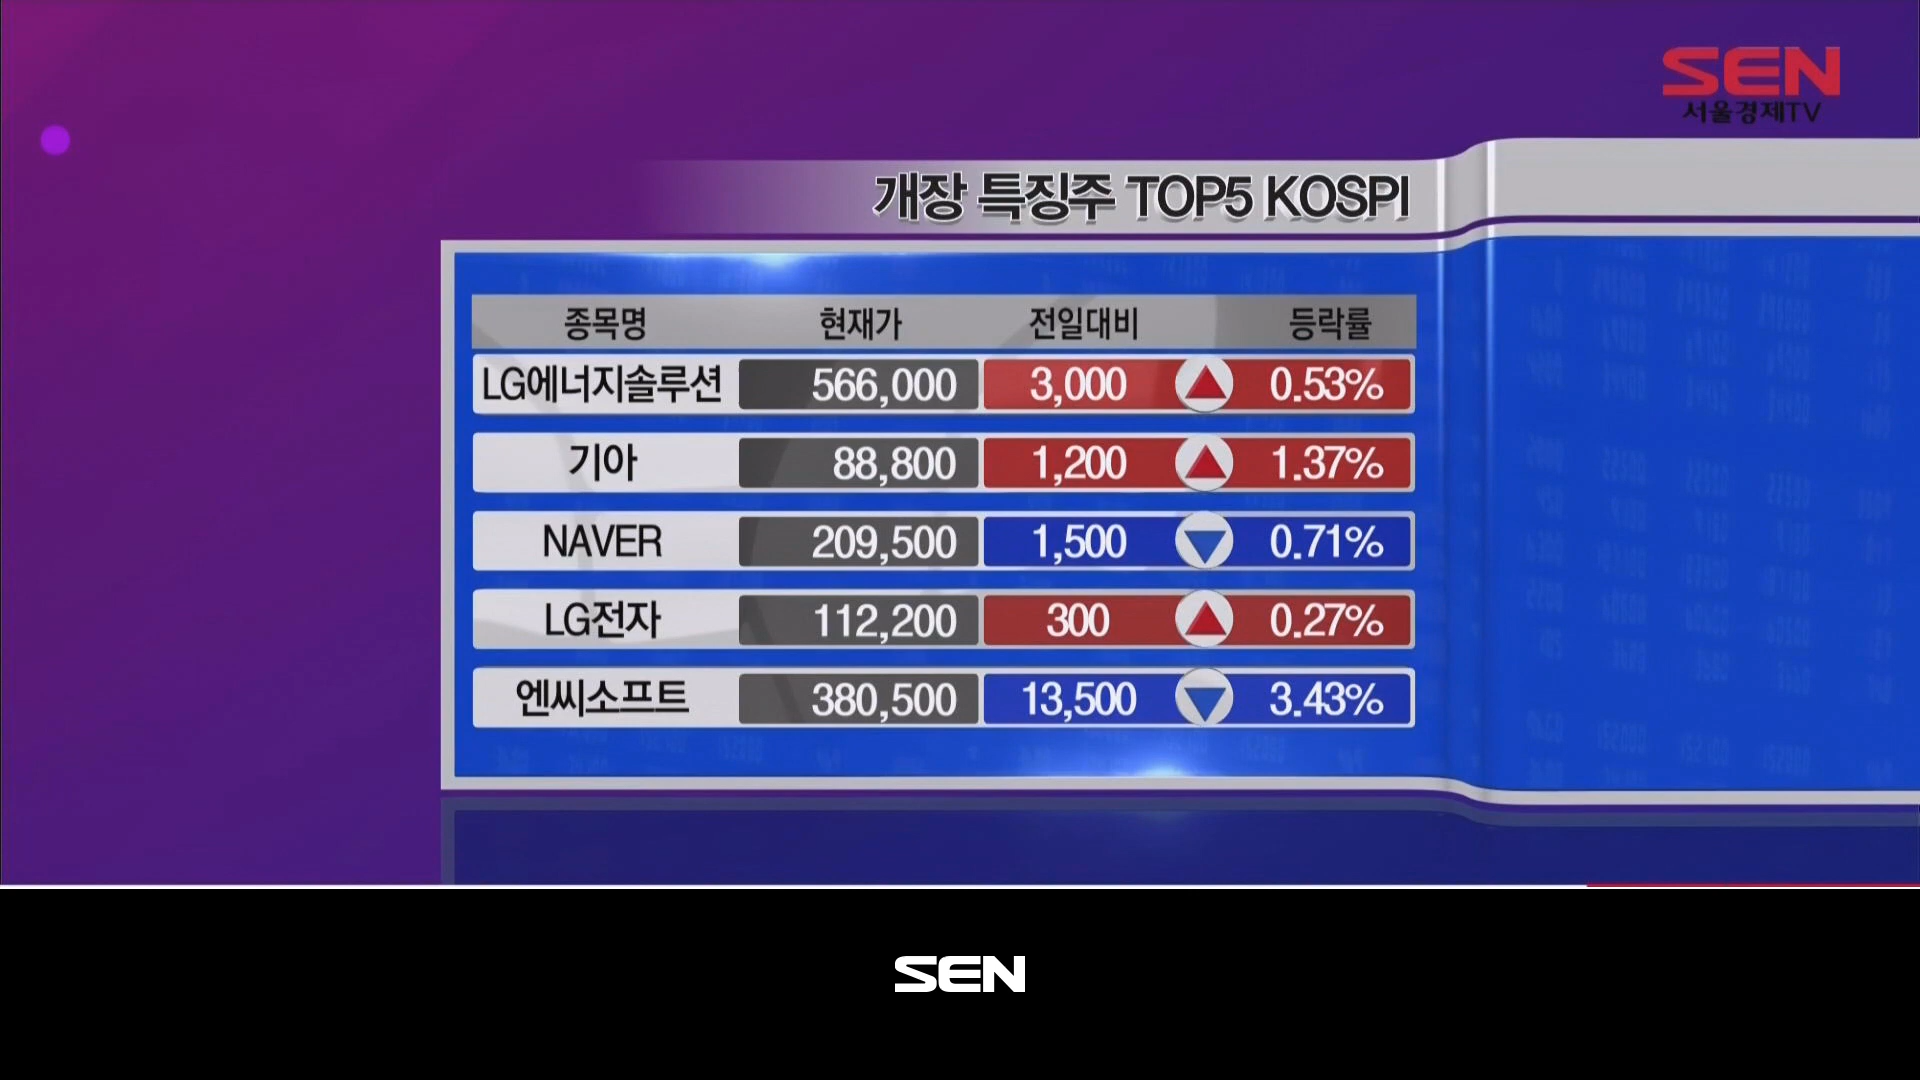 SEN
서울경제TV
개장 특징주 TOP5 KOSPI
종목명 현재가 전일대비 등락률
LG에너지솔루션 566,000 3,000 0.53%
기아 88,800 1,200 1.37%
NAVER 209,500 1,500 0.71%
LG전자 112,200 300 0.27%
엔씨소프트 380,500 13,500 3.43%
SEN